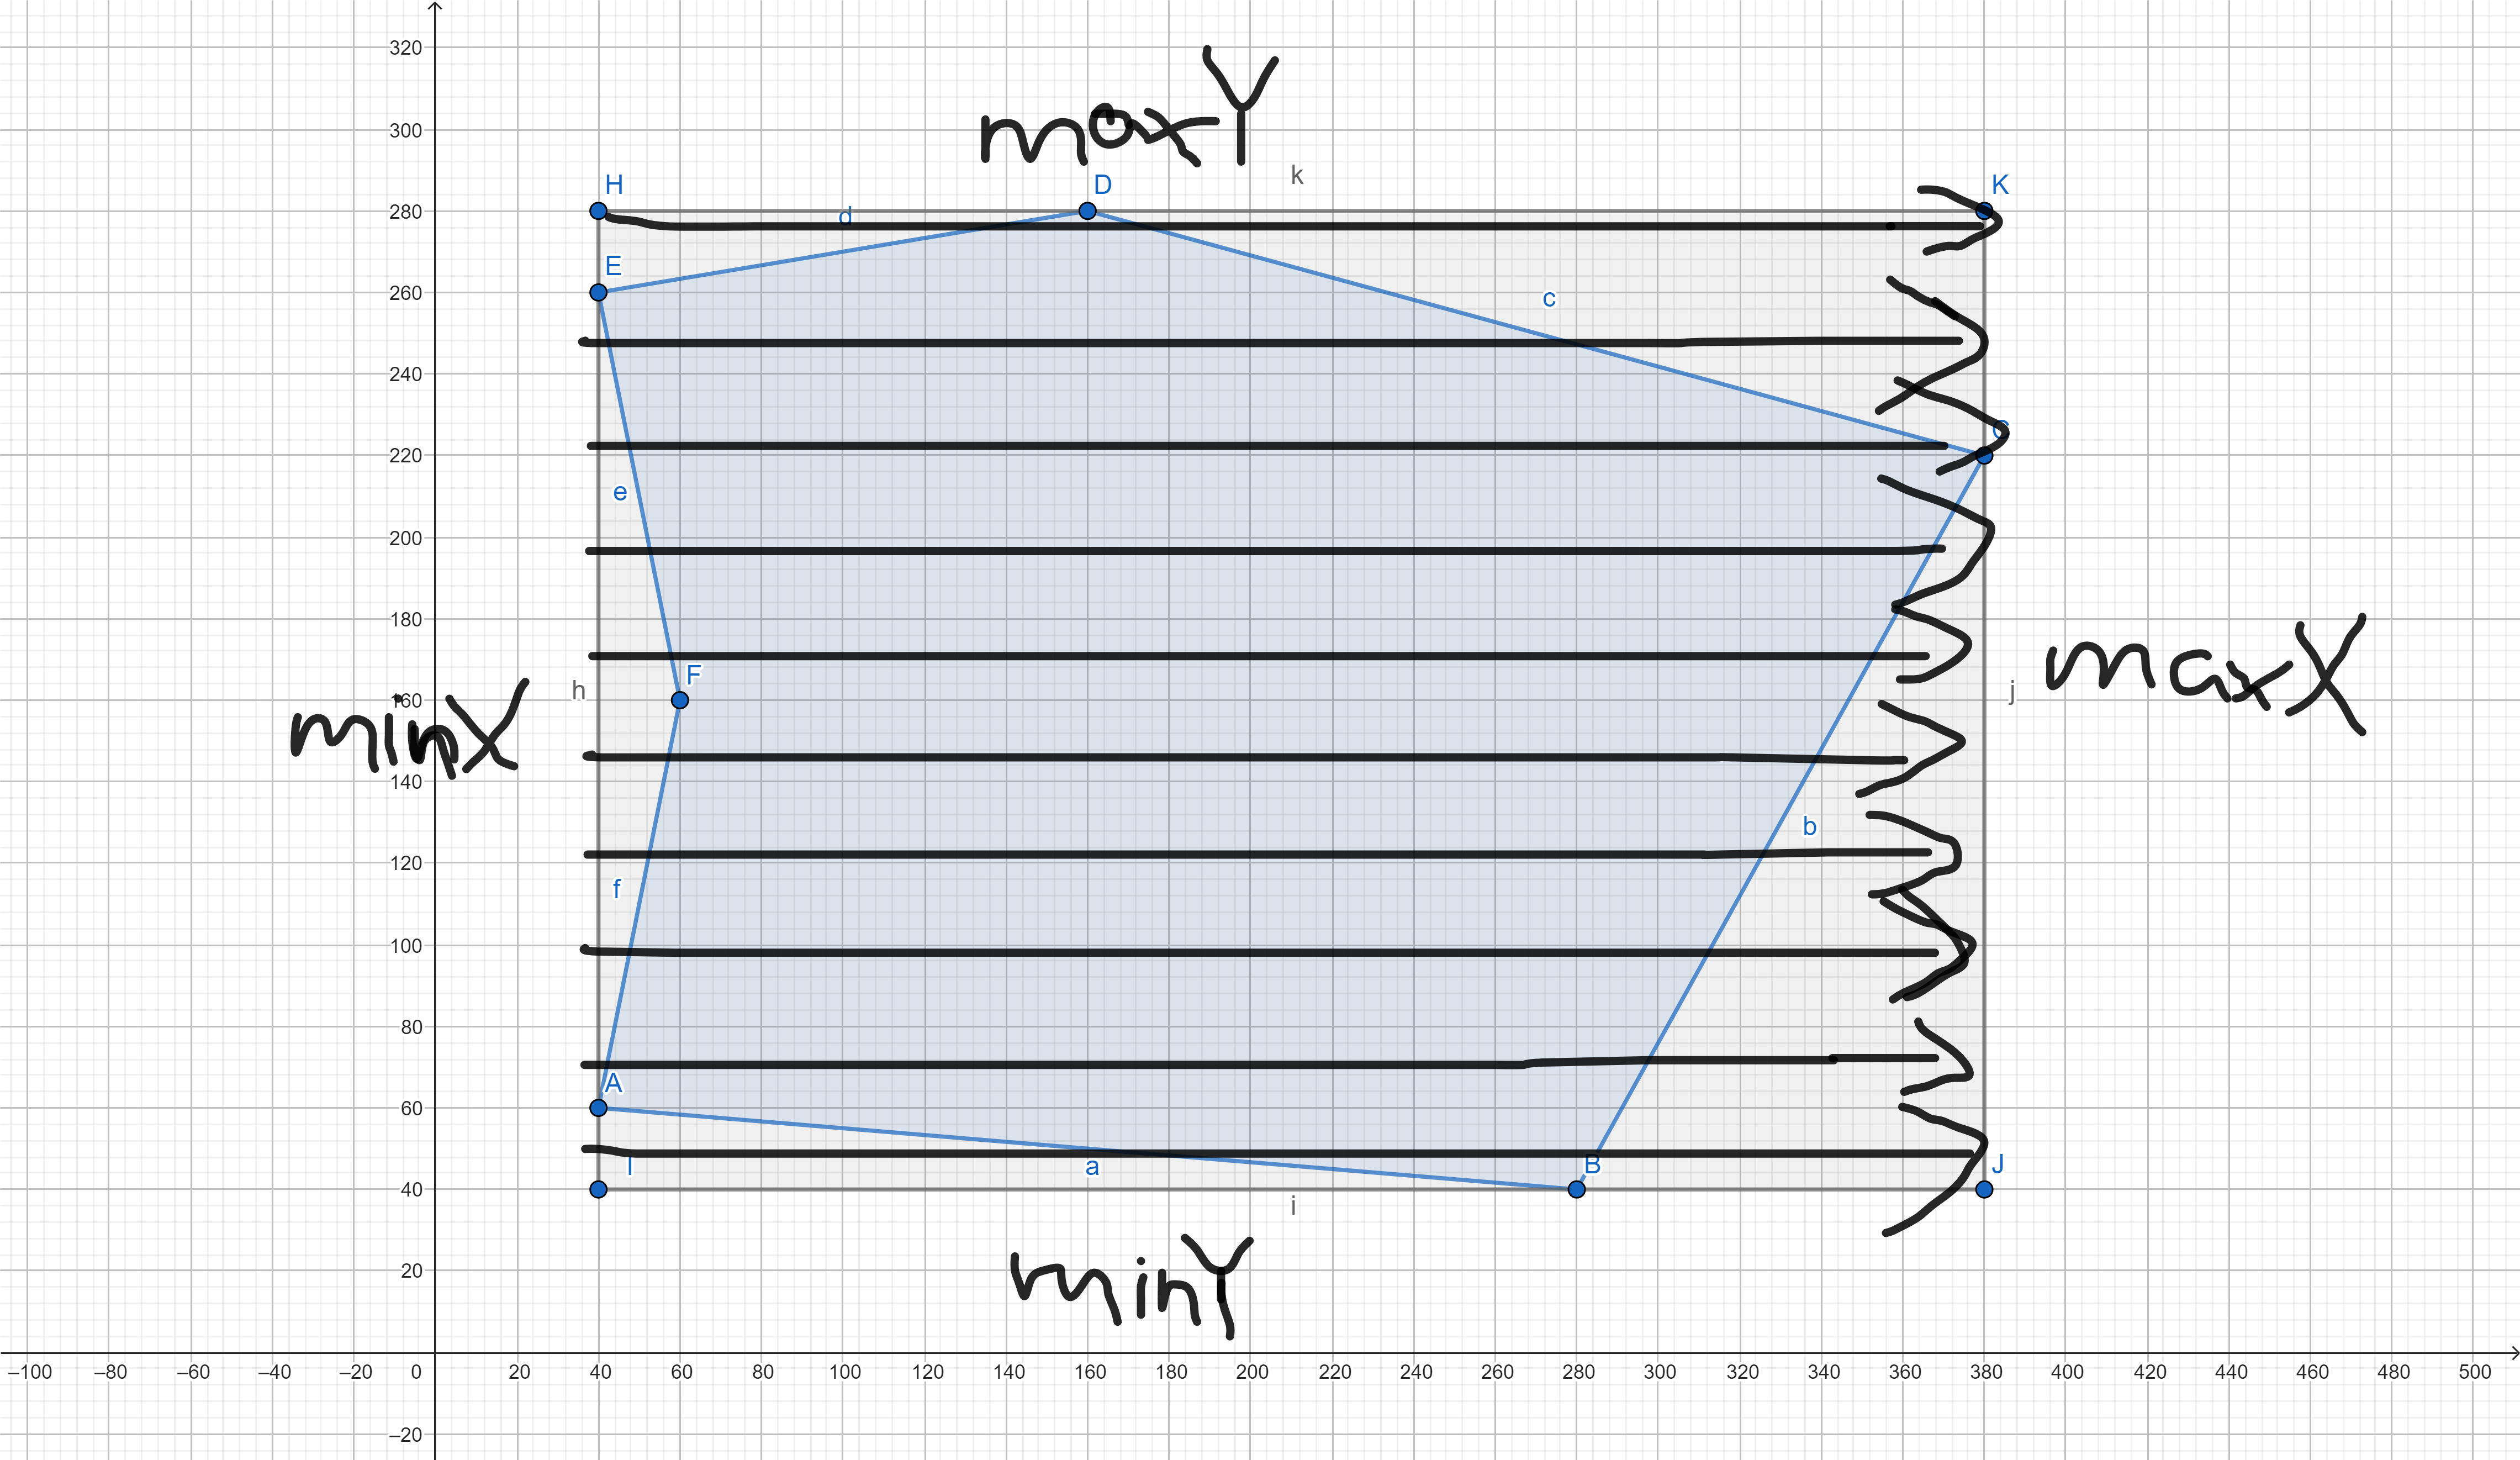 320
maxY
300
k
H D K
280
d
E
260
c
240
C
220
e
200
180
F
maxX
h
160
j
minX
140
b
120
f
100
80
A
60
I a B J
40
i
minY
20
–100 –80 –60 –40 –20 0 20 40 60 80 100 120 140 160 180 200 220 240 260 280 300 320 340 360 380 400 420 440 460 480 500
–20